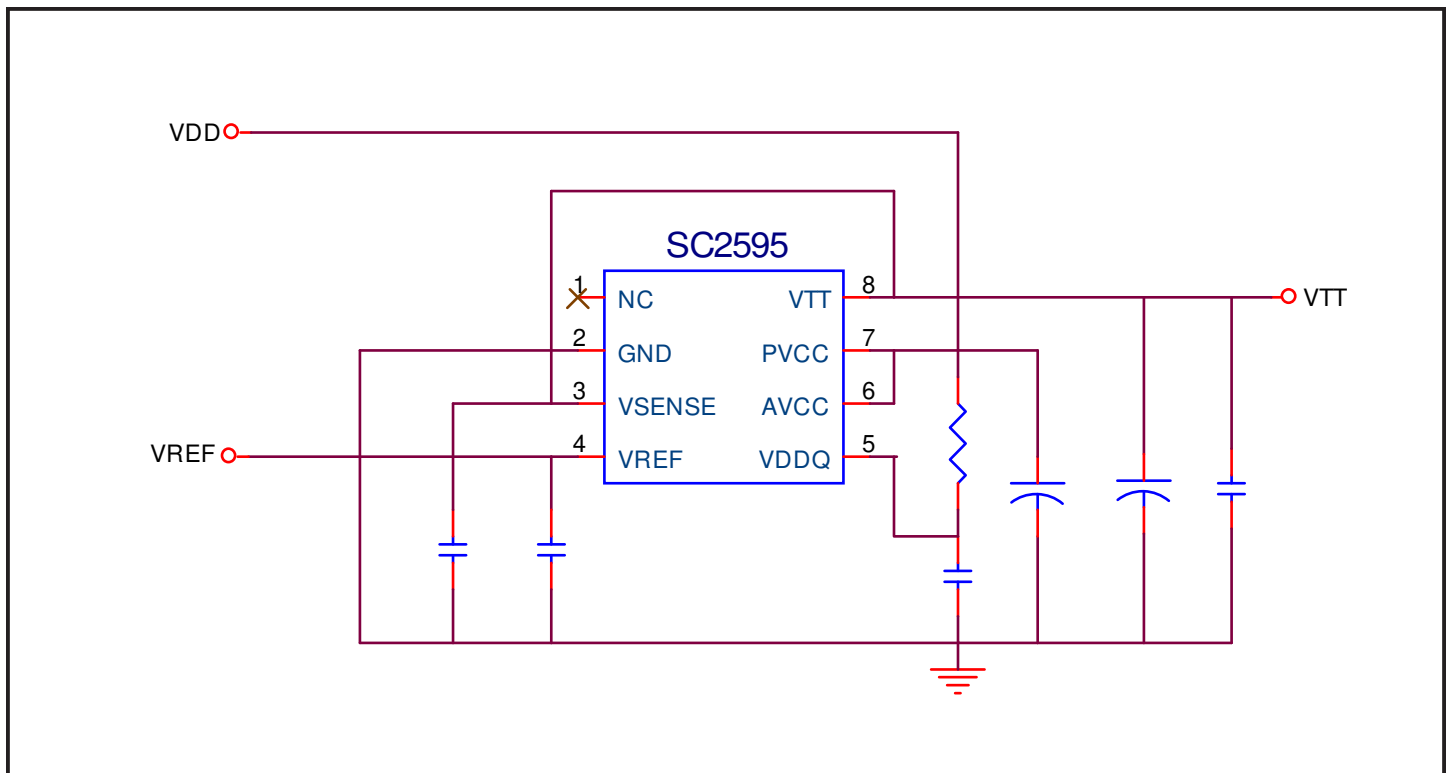 VDD
SC2595
1 NC VTT 8 VTT
2 GND PVCC 7
3 VSENSE AVCC 6
VREF 4 VREF VDDQ 5